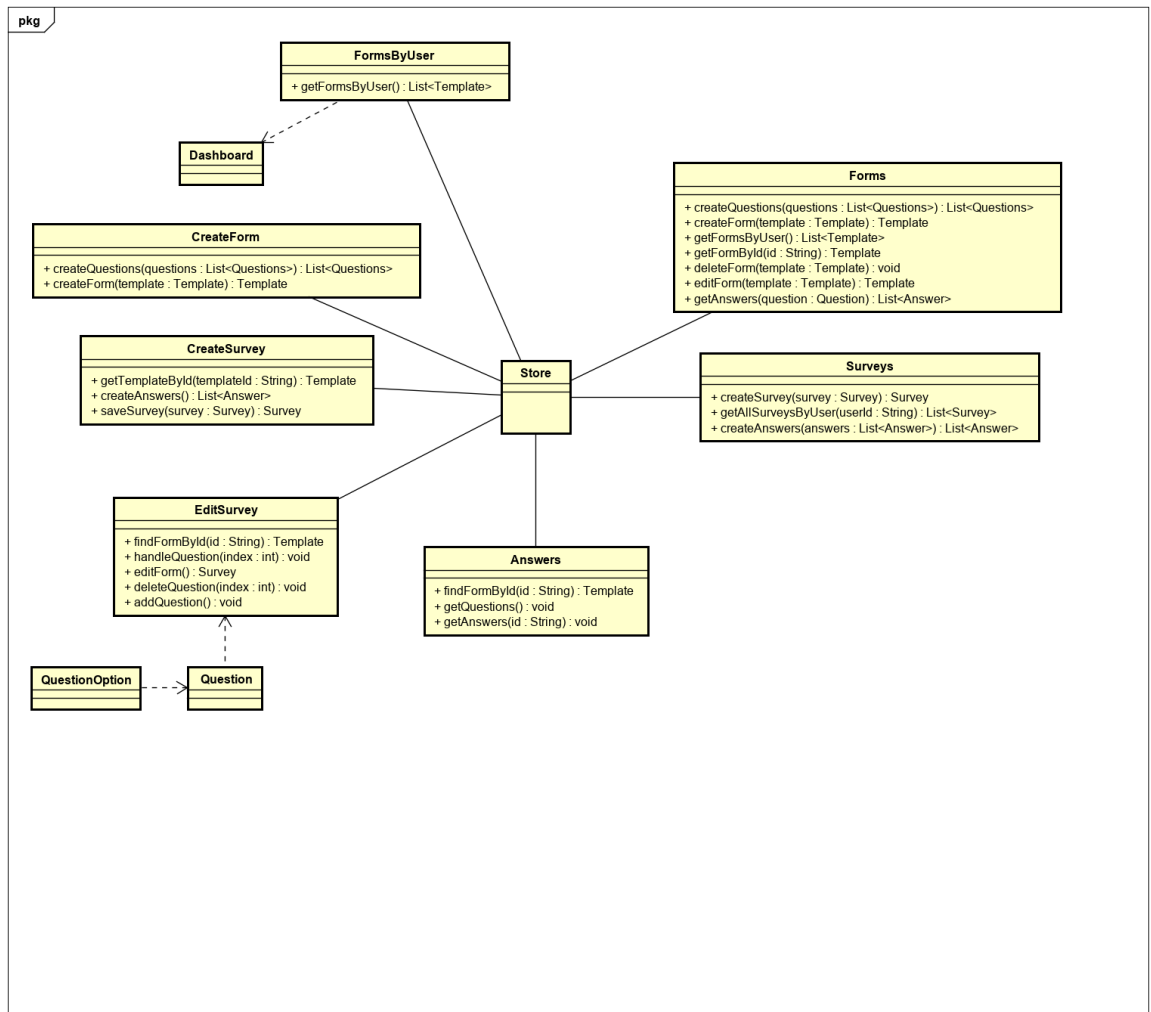 pkg
FormsByUser
+ getFormsByUser() : List<Template>
Dashboard
Forms
+ createQuestions(questions : List<Questions>) : List<Questions>
+ createForm(template : Template) : Template
+ getFormsByUser() : List<Template>
+ getFormById(id : String) : Template
+ deleteForm(template : Template) : void
+ editForm(template : Template) : Template
+ getAnswers(question : Question) : List<Answer>
CreateForm
+ createQuestions(questions : List<Questions>) : List<Questions>
+ createForm(template : Template) : Template
CreateSurvey
+ getTemplateById(templateId : String) : Template
+ createAnswers() : List<Answer>
+ saveSurvey(survey : Survey) : Survey
Store
Surveys
+ createSurvey(survey : Survey) : Survey
+ getAllSurveysByUser(userId : String) : List<Survey>
+ createAnswers(answers : List<Answer>) : List<Answer>
EditSurvey
+ findFormById(id : String) : Template
+ handleQuestion(index : int) : void
+ editForm() : Survey
+ deleteQuestion(index : int) : void
+ addQuestion() : void
Answers
+ findFormById(id : String) : Template
+ getQuestions() : void
+ getAnswers(id : String) : void
QuestionOption
Question